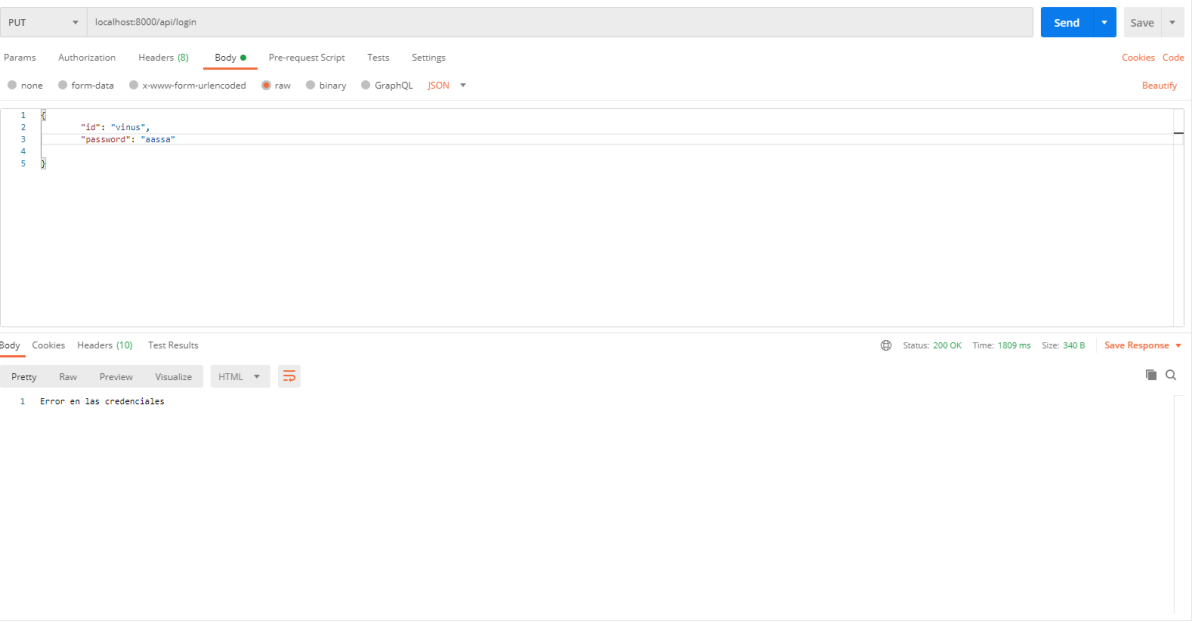 PUT localhost:8000/api/login Send Save
Params Authorization Headers (8) Body Pre-request Script Tests Settings Cookies Code
none form-data x-www-form-urlencoded raw binary GraphQL JSON Beautify
1 {
2 "id": "vinus",
3 "password": "aassa"
4
5 }
Body Cookies Headers (10) Test Results Status: 200 OK Time: 1809 ms Size: 340 B Save Response
Pretty Raw Preview Visualize HTML
1 Error en las credenciales